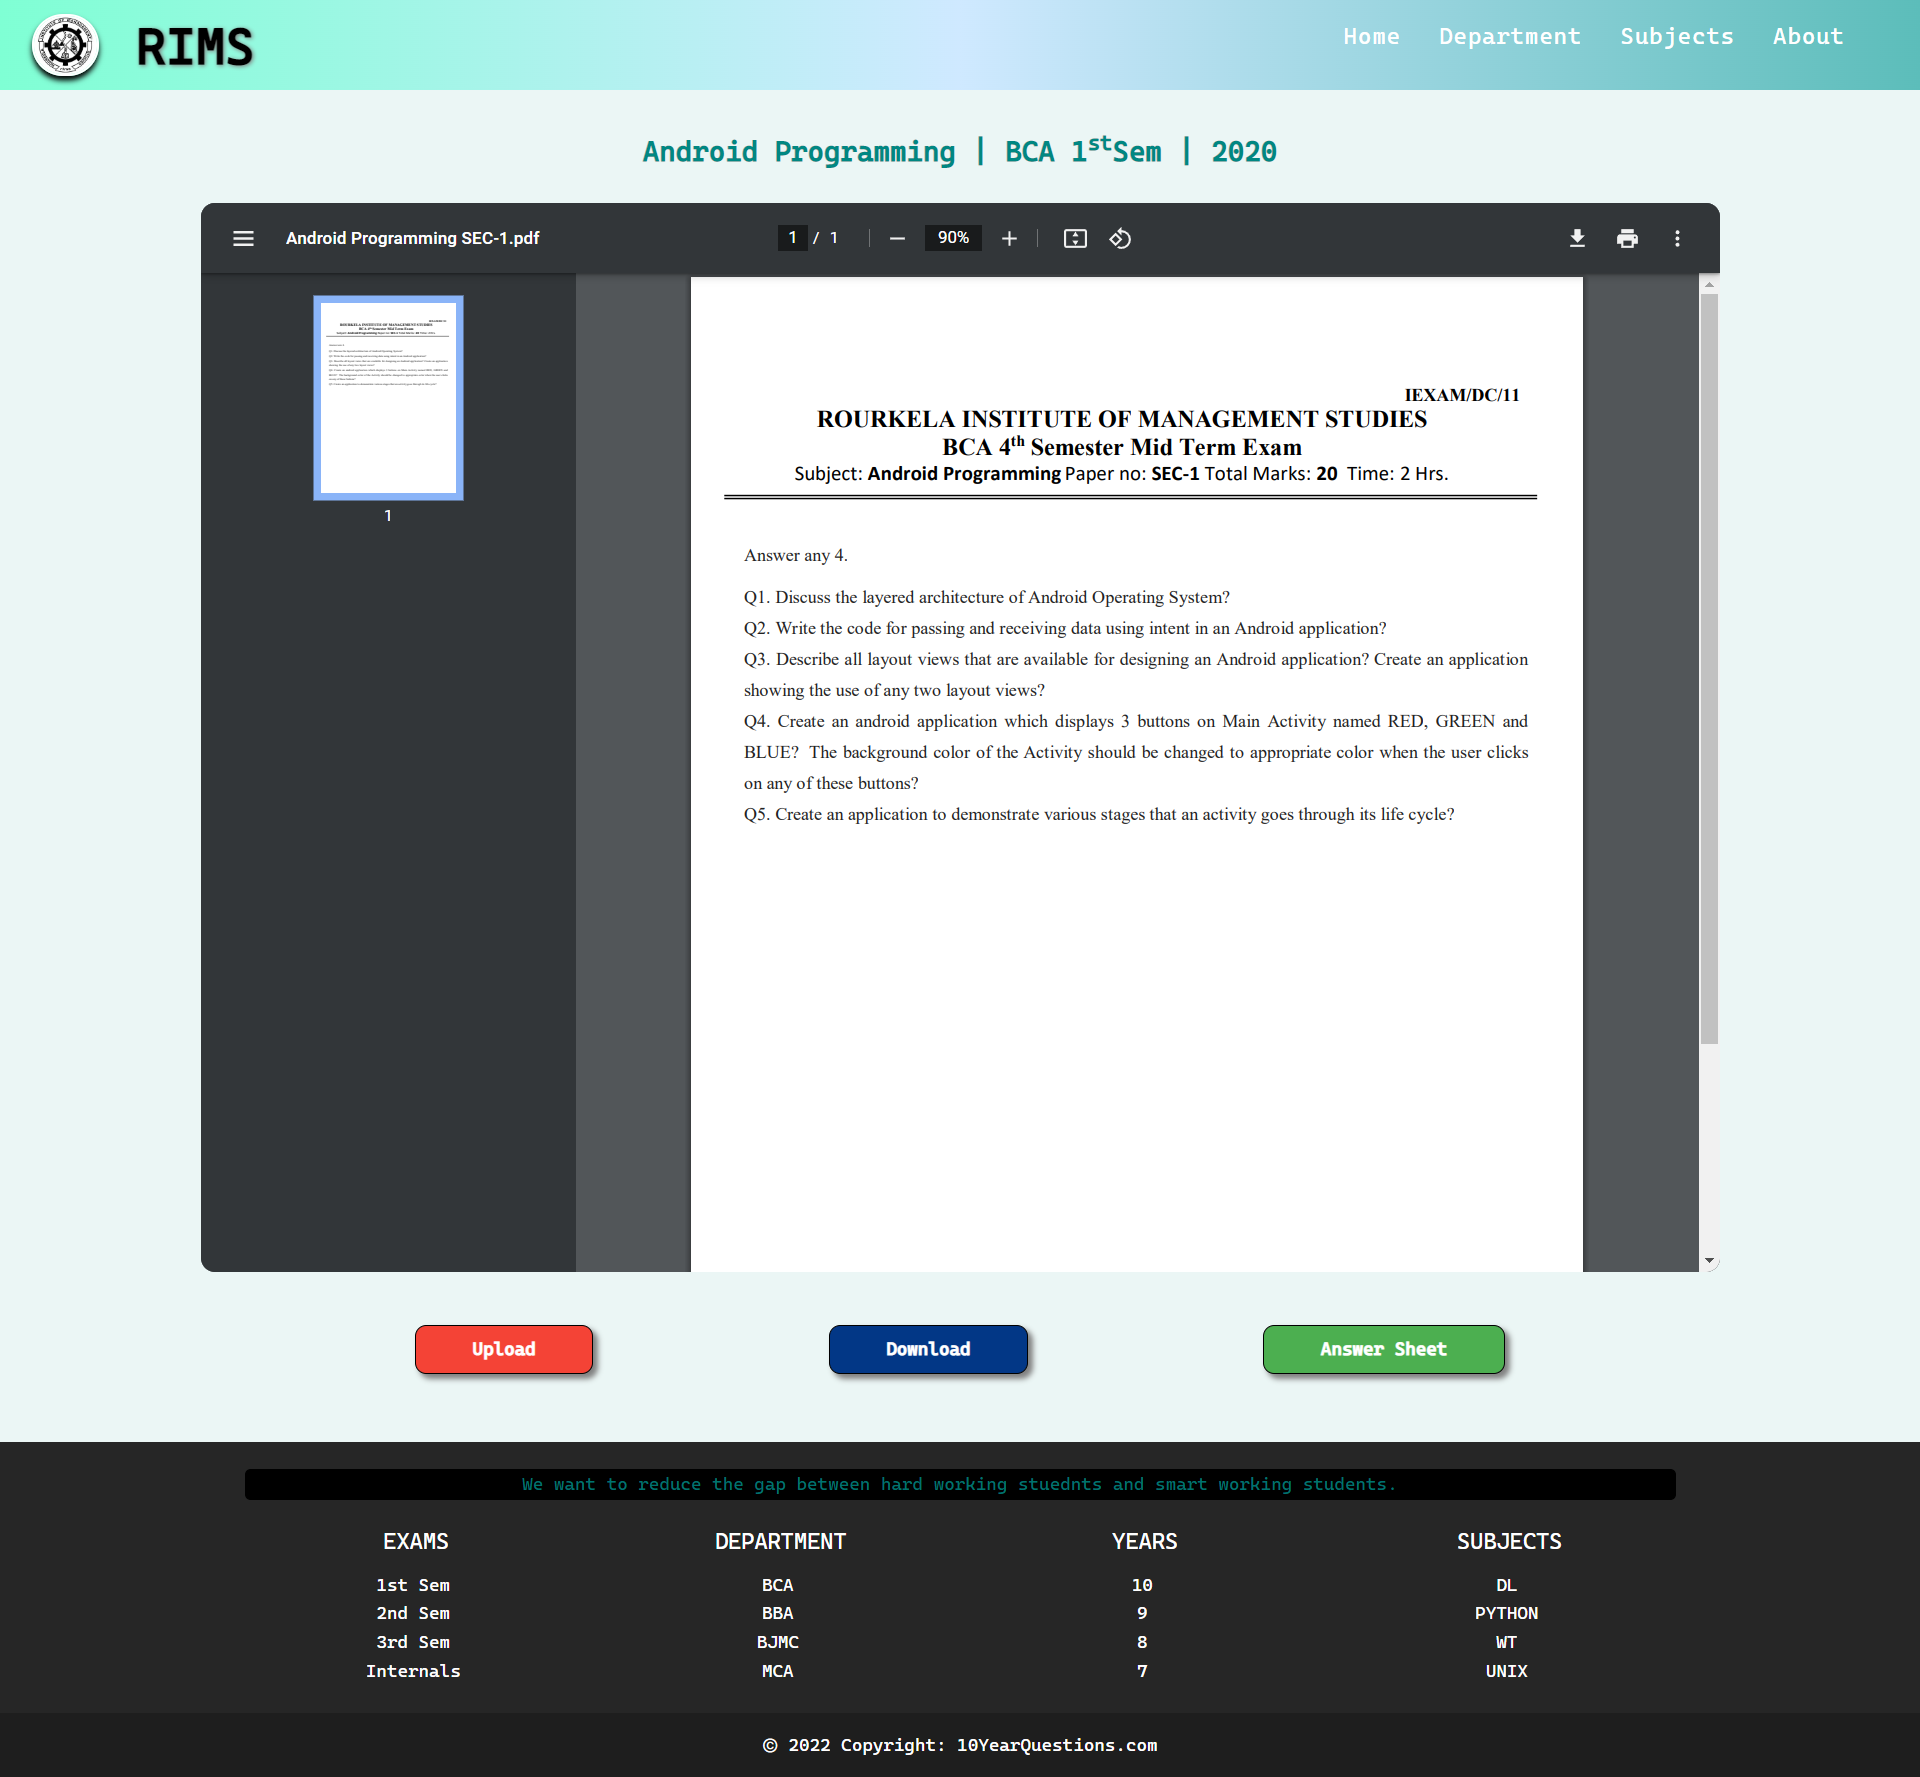 RIMS
Home Department Subjects About
Android Programming | BCA 1stSem | 2020
Android Programming SEC-1.pdf
1 / 1
90%
1
IEXAM/DC/11
ROURKELA INSTITUTE OF MANAGEMENT STUDIES
BCA 4th Semester Mid Term Exam
Subject: Android Programming Paper no: SEC-1 Total Marks: 20 Time: 2 Hrs.
Answer any 4.
Q1. Discuss the layered architecture of Android Operating System?
Q2. Write the code for passing and receiving data using intent in an Android application?
Q3. Describe all layout views that are available for designing an Android application? Create an application
showing the use of any two layout views?
Q4. Create an android application which displays 3 buttons on Main Activity named RED, GREEN and
BLUE? The background color of the Activity should be changed to appropriate color when the user clicks
on any of these buttons?
Q5. Create an application to demonstrate various stages that an activity goes through its life cycle?
Upload
Download
Answer Sheet
We want to reduce the gap between hard working stuednts and smart working students.
EXAMS DEPARTMENT YEARS SUBJECTS
1st Sem BCA 10 DL
2nd Sem BBA 9 PYTHON
3rd Sem BJMC 8 WT
Internals MCA 7 UNIX
© 2022 Copyright: 10YearQuestions.com